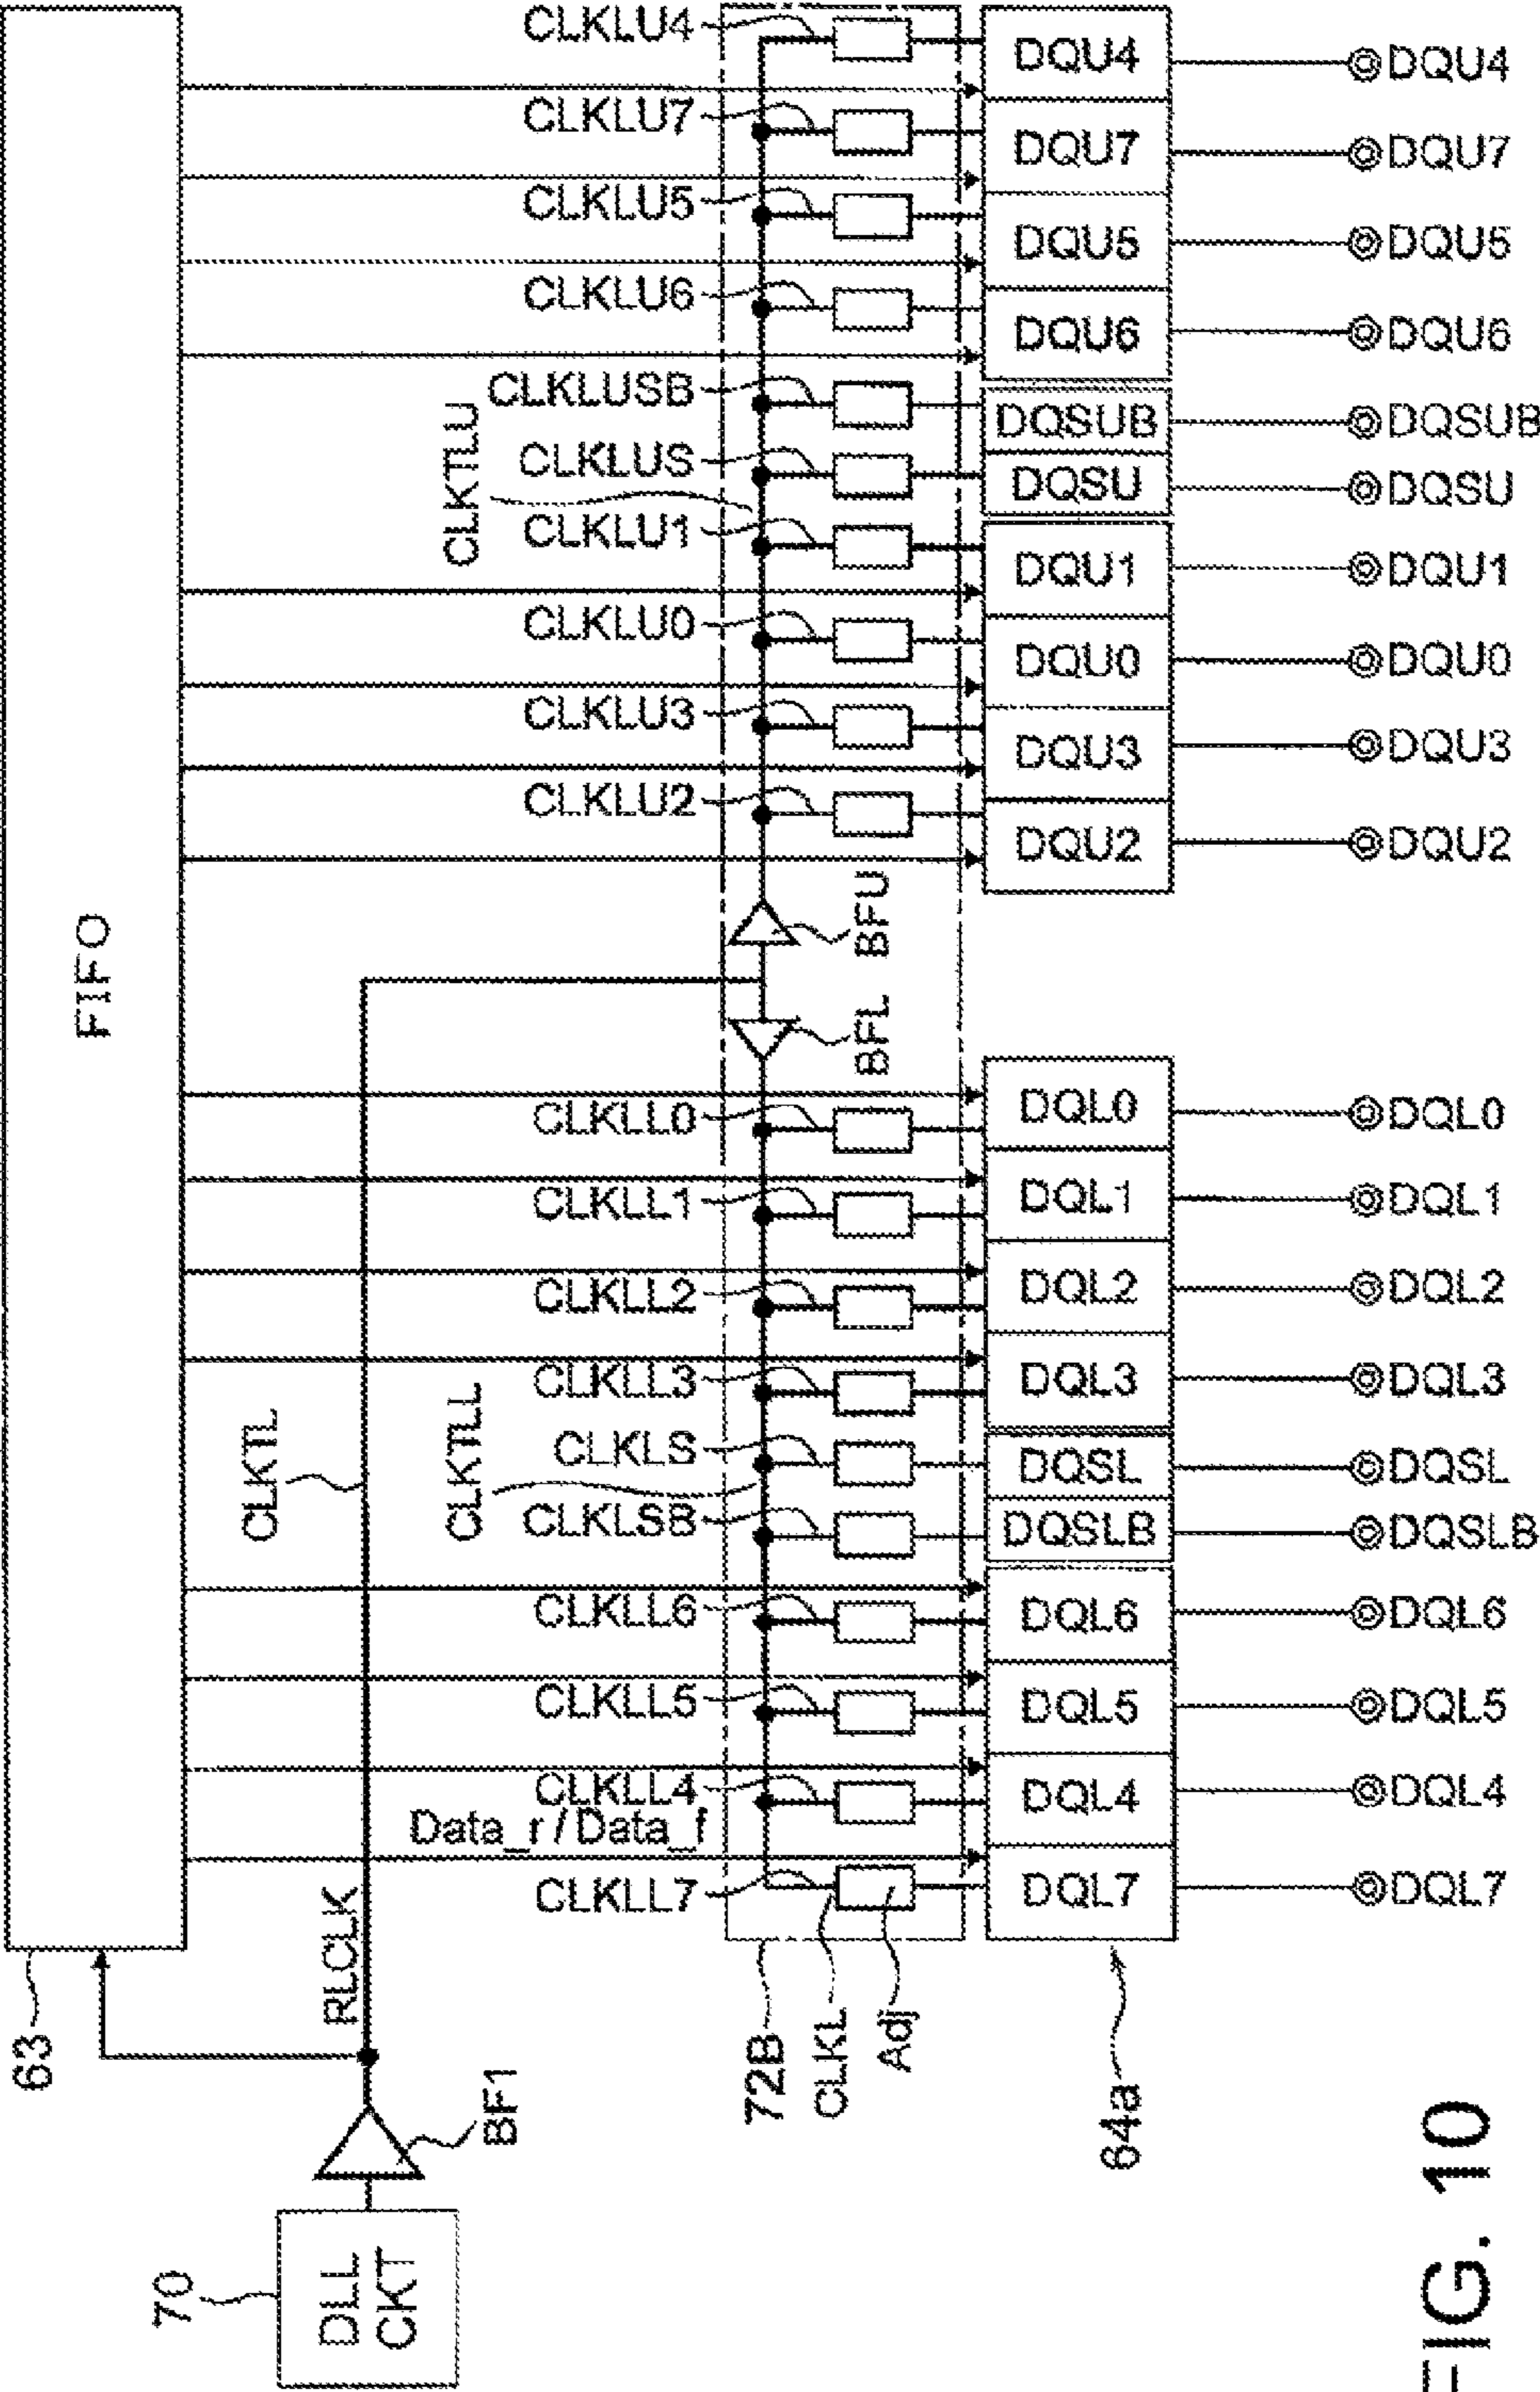 FIFO
63
CLKLU4
DQU4
DQU4
CLKLU7
DQU7
DQU7
CLKLU5
DQU5
DQU5
CLKLU6
DQU6
DQU6
CLKLUSB
DQSUB
DQSUB
CLKTLU
CLKLUS
DQSU
DQSU
CLKLU1
DQU1
DQU1
CLKLU0
DQU0
DQU0
CLKLU3
DQU3
DQU3
CLKLU2
DQU2
DQU2
BFU
BFL
CLKLL0
DQL0
DQL0
CLKLL1
DQL1
DQL1
CLKLL2
DQL2
DQL2
CLKLL3
DQL3
DQL3
CLKTL
CLKTLL
CLKLS
DQSL
DQSL
CLKLSB
DQSLB
DQSLB
CLKLL6
DQL6
DQL6
CLKLL5
DQL5
DQL5
CLKLL4
DQL4
DQL4
Data_r / Data_f
CLKLL7
DQL7
DQL7
RLCLK
72B
CLKL
Adj
64a
BF1
70
DLL
CKT
FIG. 10